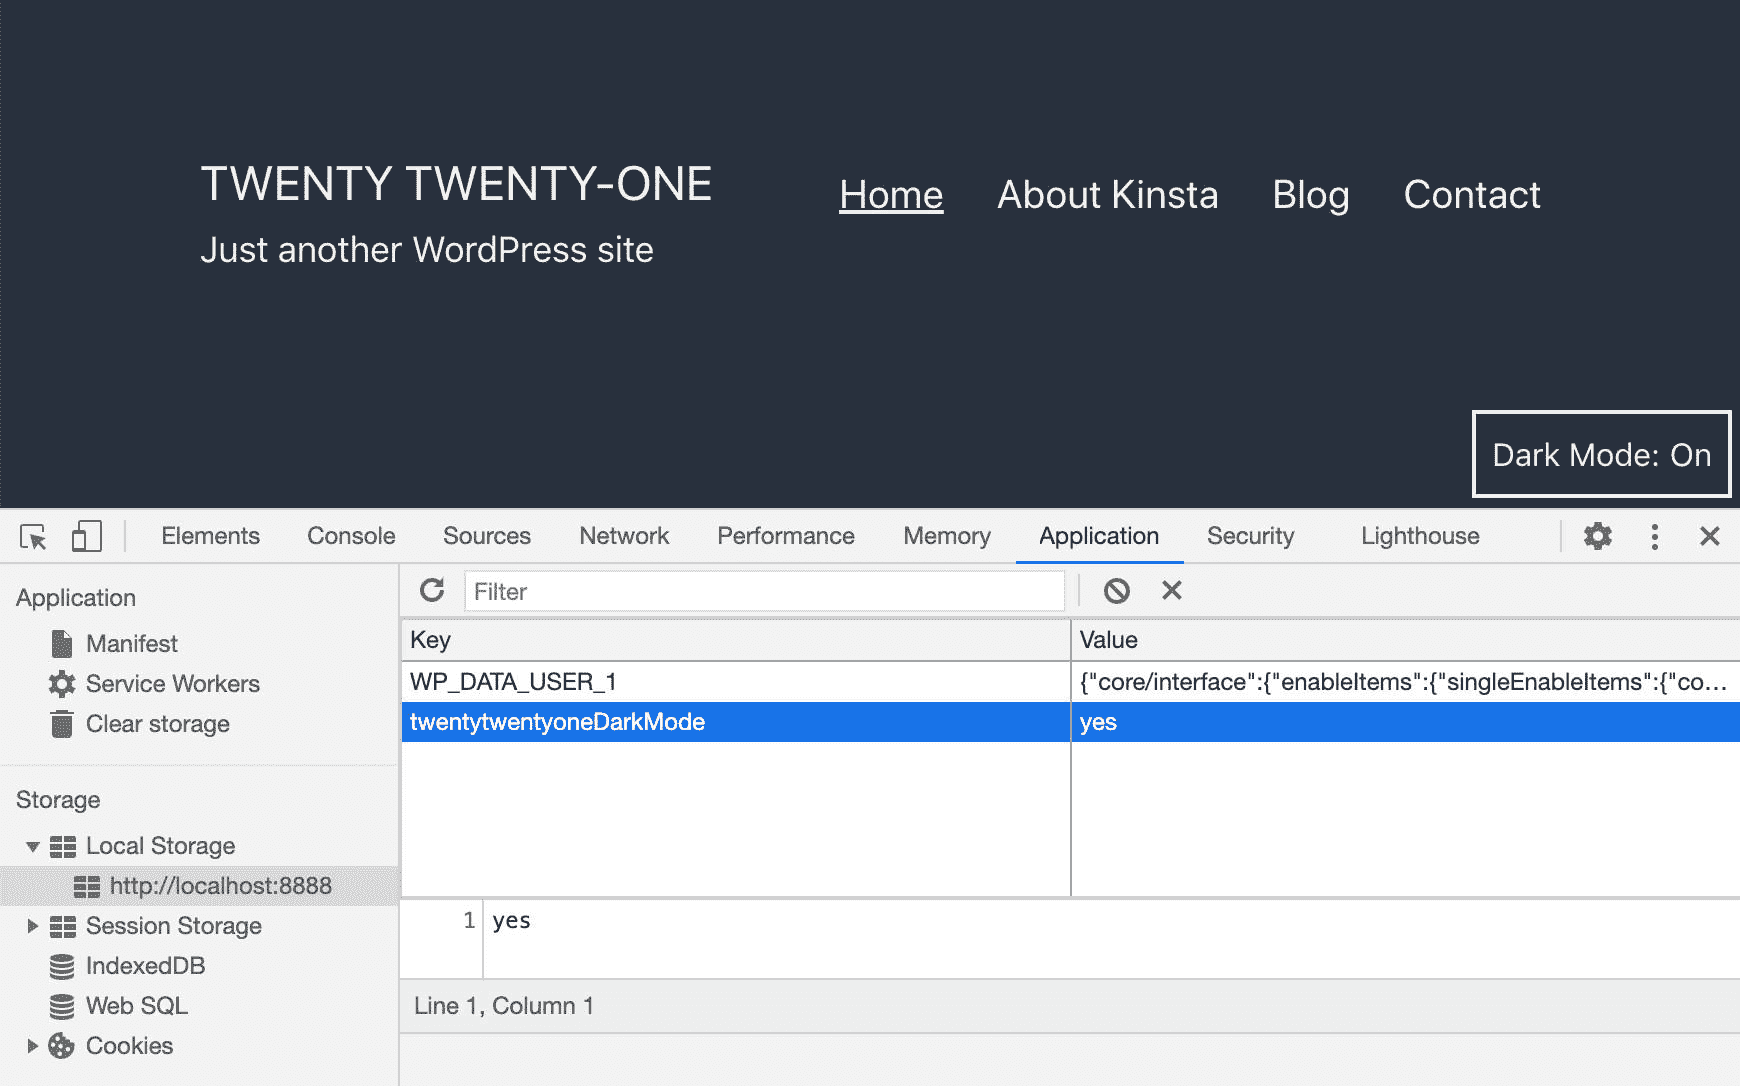 TWENTY TWENTY-ONE
Just another WordPress site
Home About Kinsta Blog Contact
Dark Mode: On
Elements Console Sources Network Performance Memory Application Security Lighthouse
Application
Manifest
Service Workers
Clear storage
Storage
Local Storage
http://localhost:8888
Session Storage
IndexedDB
Web SQL
Cookies
Filter
Key Value
WP_DATA_USER_1 {"core/interface":{"enableItems":{"singleEnableItems":{"co...
twentytwentyoneDarkMode yes
1 yes
Line 1, Column 1